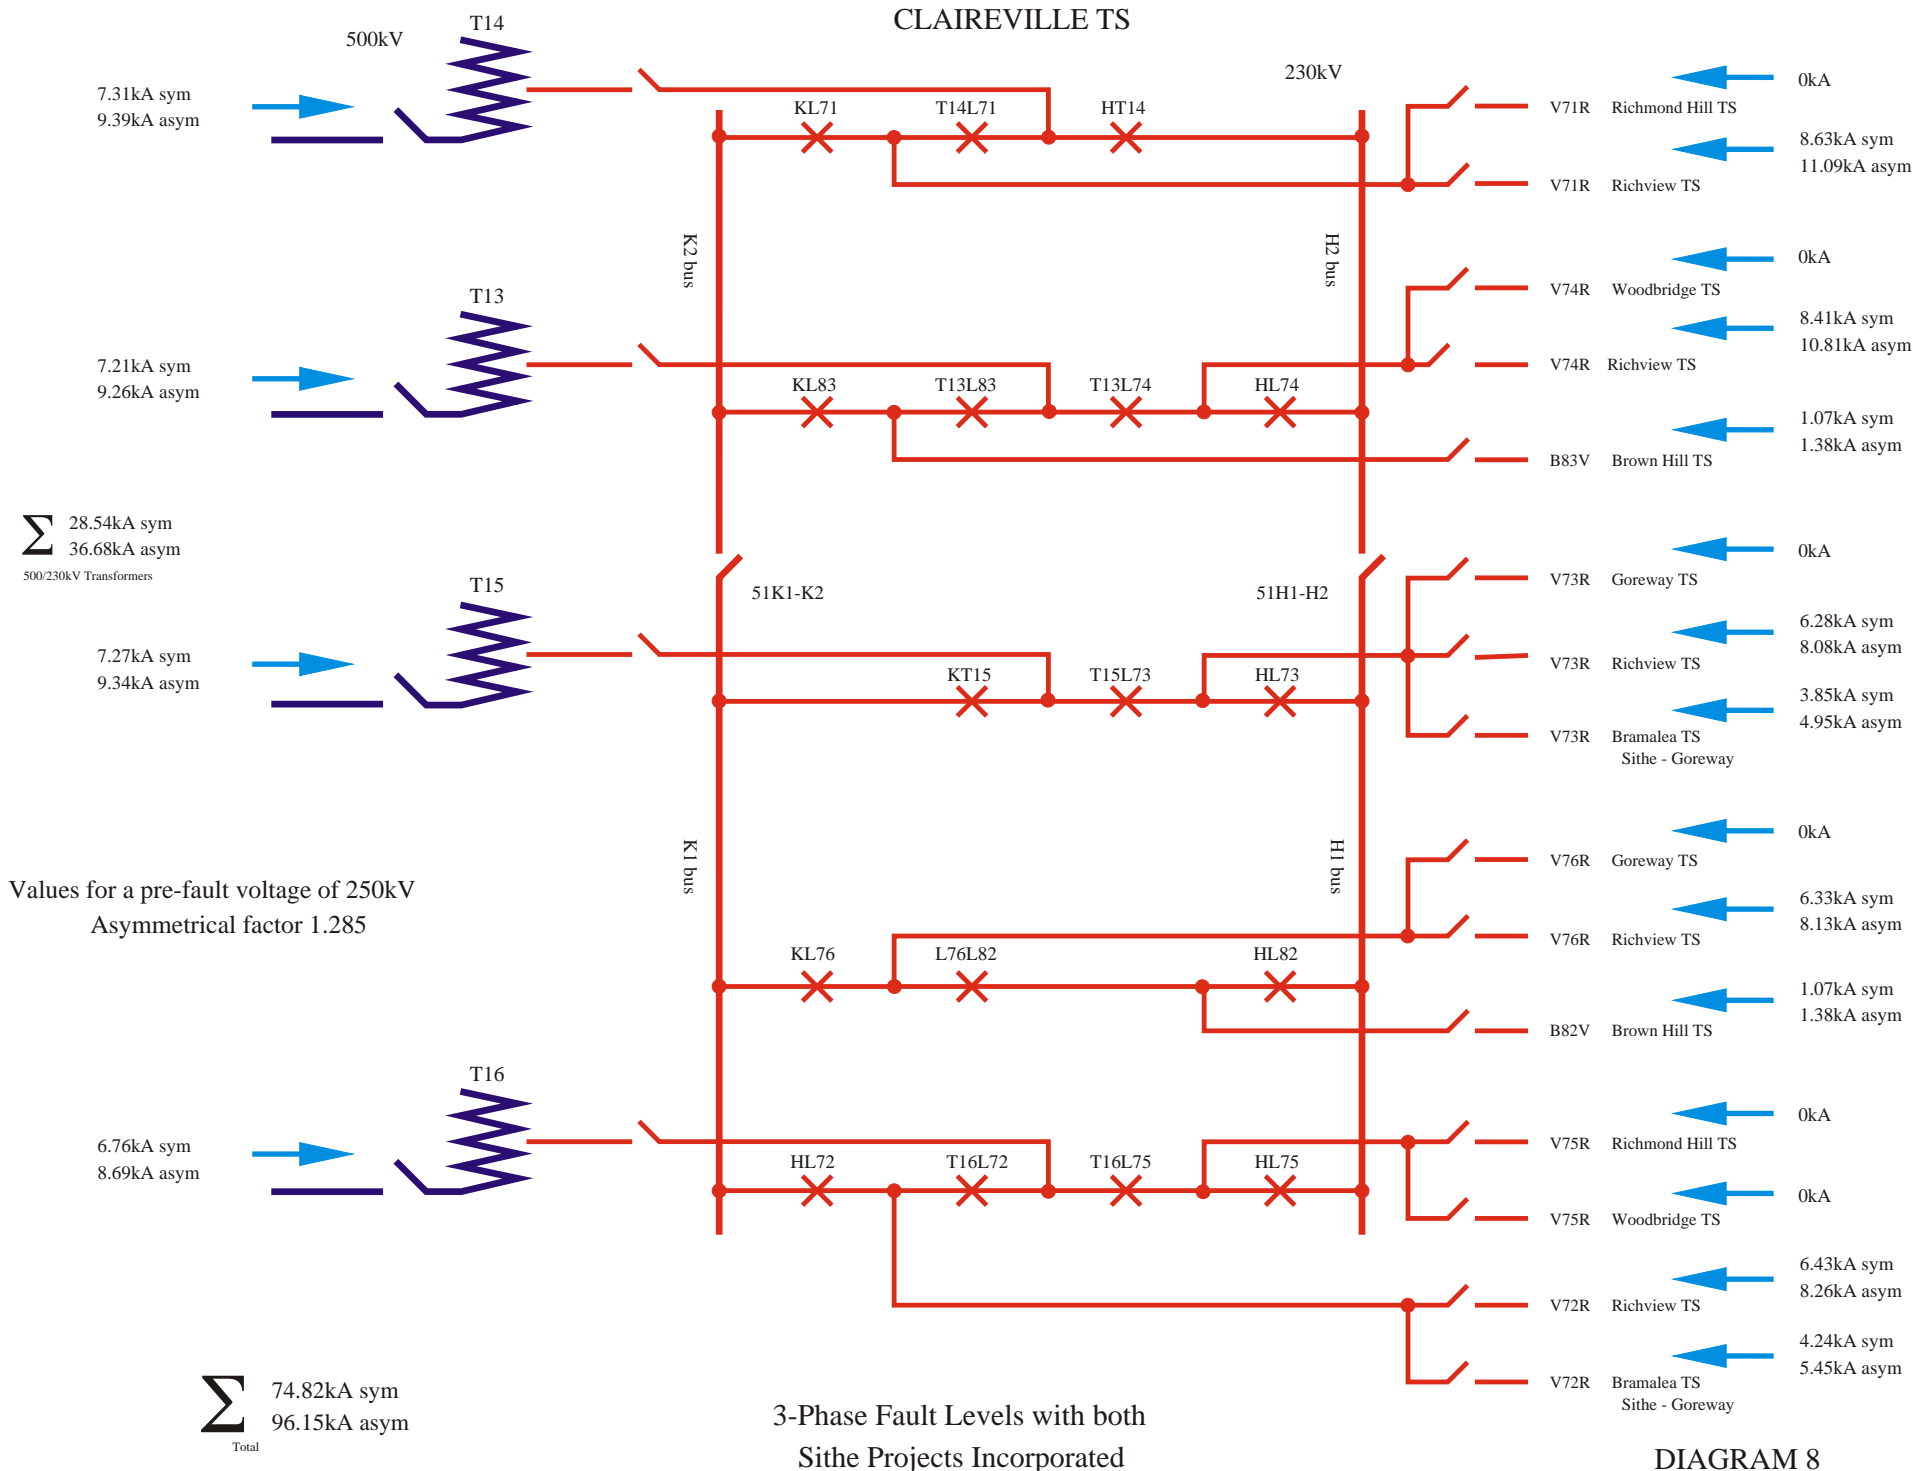 CLAIREVILLE TS
T14
500kV
230kV
7.31kA sym
9.39kA asym
KL71
T14L71
HT14
0kA
V71R Richmond Hill TS
8.63kA sym
11.09kA asym
V71R Richview TS
K2 bus
H2 bus
0kA
V74R Woodbridge TS
T13
7.21kA sym
9.26kA asym
KL83
T13L83
T13L74
HL74
8.41kA sym
10.81kA asym
V74R Richview TS
1.07kA sym
1.38kA asym
B83V Brown Hill TS
Σ 28.54kA sym
36.68kA asym
500/230kV Transformers
51K1-K2
51H1-H2
0kA
V73R Goreway TS
T15
7.27kA sym
9.34kA asym
KT15
T15L73
HL73
6.28kA sym
8.08kA asym
V73R Richview TS
3.85kA sym
4.95kA asym
V73R Bramalea TS
Sithe - Goreway
K1 bus
H1 bus
0kA
V76R Goreway TS
Values for a pre-fault voltage of 250kV
Asymmetrical factor 1.285
KL76
L76L82
HL82
6.33kA sym
8.13kA asym
V76R Richview TS
1.07kA sym
1.38kA asym
B82V Brown Hill TS
T16
6.76kA sym
8.69kA asym
HL72
T16L72
T16L75
HL75
0kA
V75R Richmond Hill TS
0kA
V75R Woodbridge TS
6.43kA sym
8.26kA asym
V72R Richview TS
4.24kA sym
5.45kA asym
V72R Bramalea TS
Sithe - Goreway
Σ 74.82kA sym
96.15kA asym
Total
3-Phase Fault Levels with both
Sithe Projects Incorporated
DIAGRAM 8